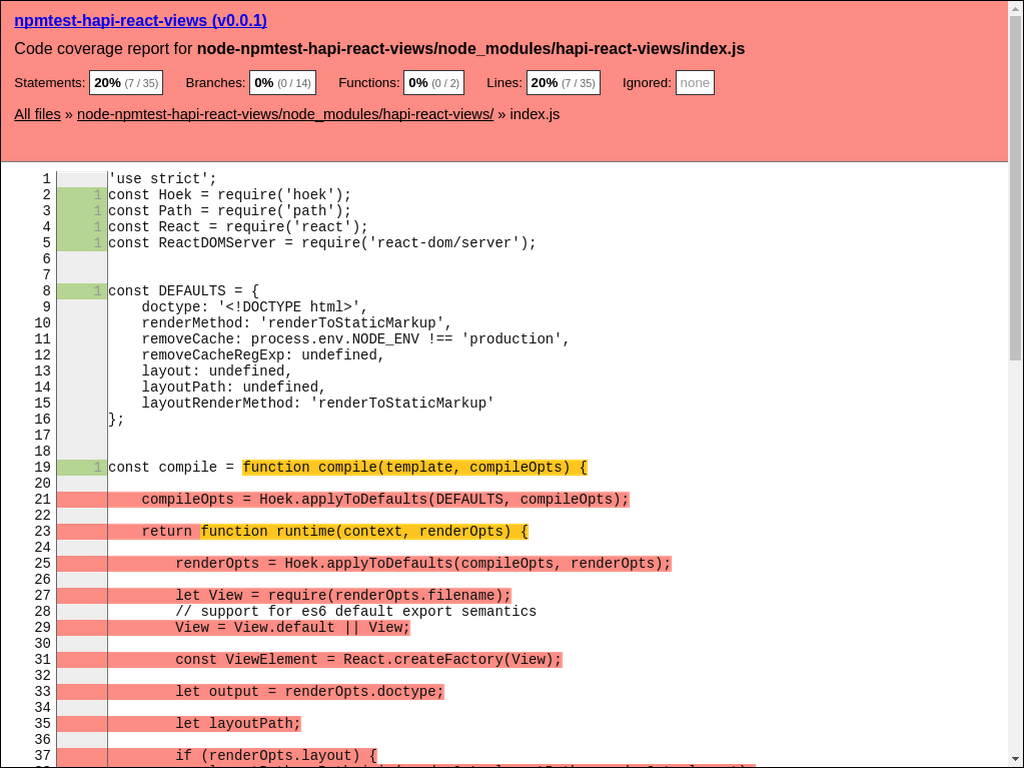 npmtest-hapi-react-views (v0.0.1)
Code coverage report for node-npmtest-hapi-react-views/node_modules/hapi-react-views/index.js
Statements: 20% (7 / 35) Branches: 0% (0 / 14) Functions: 0% (0 / 2) Lines: 20% (7 / 35) Ignored: none
All files » node-npmtest-hapi-react-views/node_modules/hapi-react-views/ » index.js
1 'use strict';
2 1 const Hoek = require('hoek');
3 1 const Path = require('path');
4 1 const React = require('react');
5 1 const ReactDOMServer = require('react-dom/server');
6
7
8 1 const DEFAULTS = {
9 doctype: '<!DOCTYPE html>',
10 renderMethod: 'renderToStaticMarkup',
11 removeCache: process.env.NODE_ENV !== 'production',
12 removeCacheRegExp: undefined,
13 layout: undefined,
14 layoutPath: undefined,
15 layoutRenderMethod: 'renderToStaticMarkup'
16 };
17
18
19 1 const compile = function compile(template, compileOpts) {
20
21 compileOpts = Hoek.applyToDefaults(DEFAULTS, compileOpts);
22
23 return function runtime(context, renderOpts) {
24
25 renderOpts = Hoek.applyToDefaults(compileOpts, renderOpts);
26
27 let View = require(renderOpts.filename);
28 // support for es6 default export semantics
29 View = View.default || View;
30
31 const ViewElement = React.createFactory(View);
32
33 let output = renderOpts.doctype;
34
35 let layoutPath;
36
37 if (renderOpts.layout) {